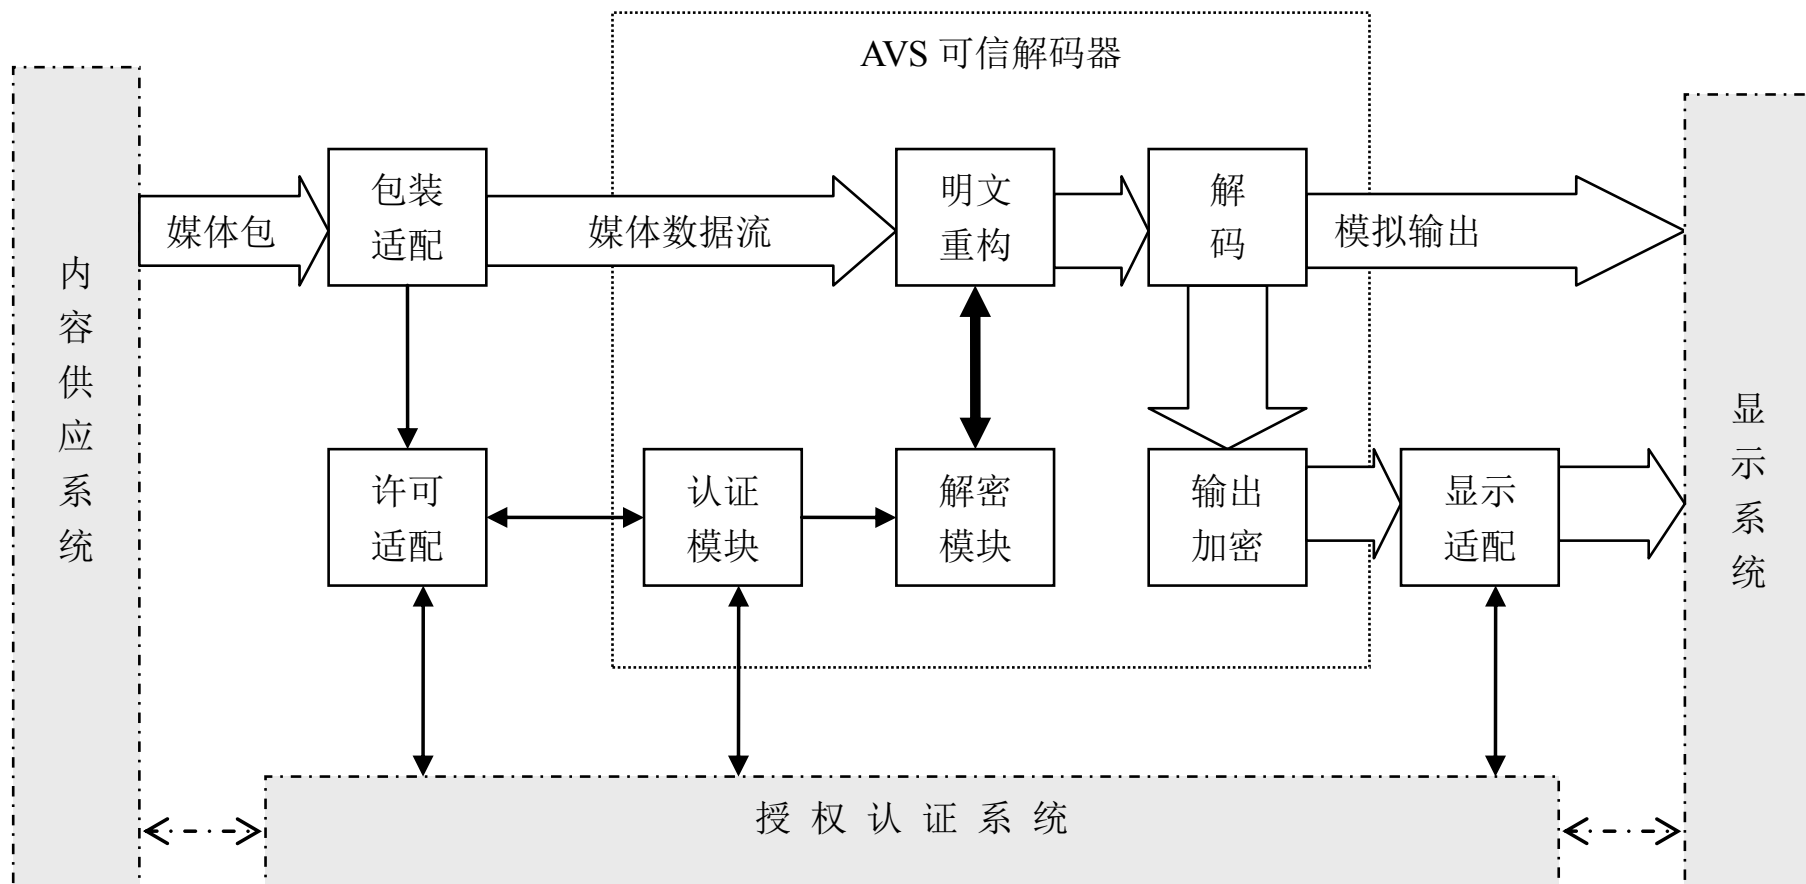 AVS 可信解码器
内容供应系统
媒体包
包装
适配
媒体数据流
明文
重构
解
码
模拟输出
许可
适配
认证
模块
解密
模块
输出
加密
显示
适配
显示系统
授权认证系统